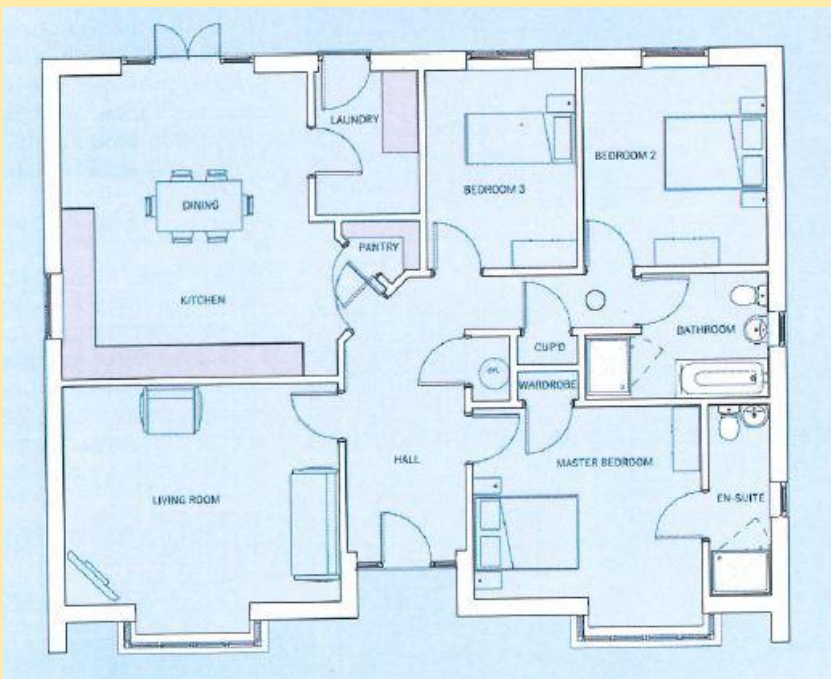 LAUNDRY
DINING
BEDROOM 3
BEDROOM 2
PANTRY
KITCHEN
BATHROOM
CUP'D
WARDROBE
HALL
MASTER BEDROOM
LIVING ROOM
EN-SUITE